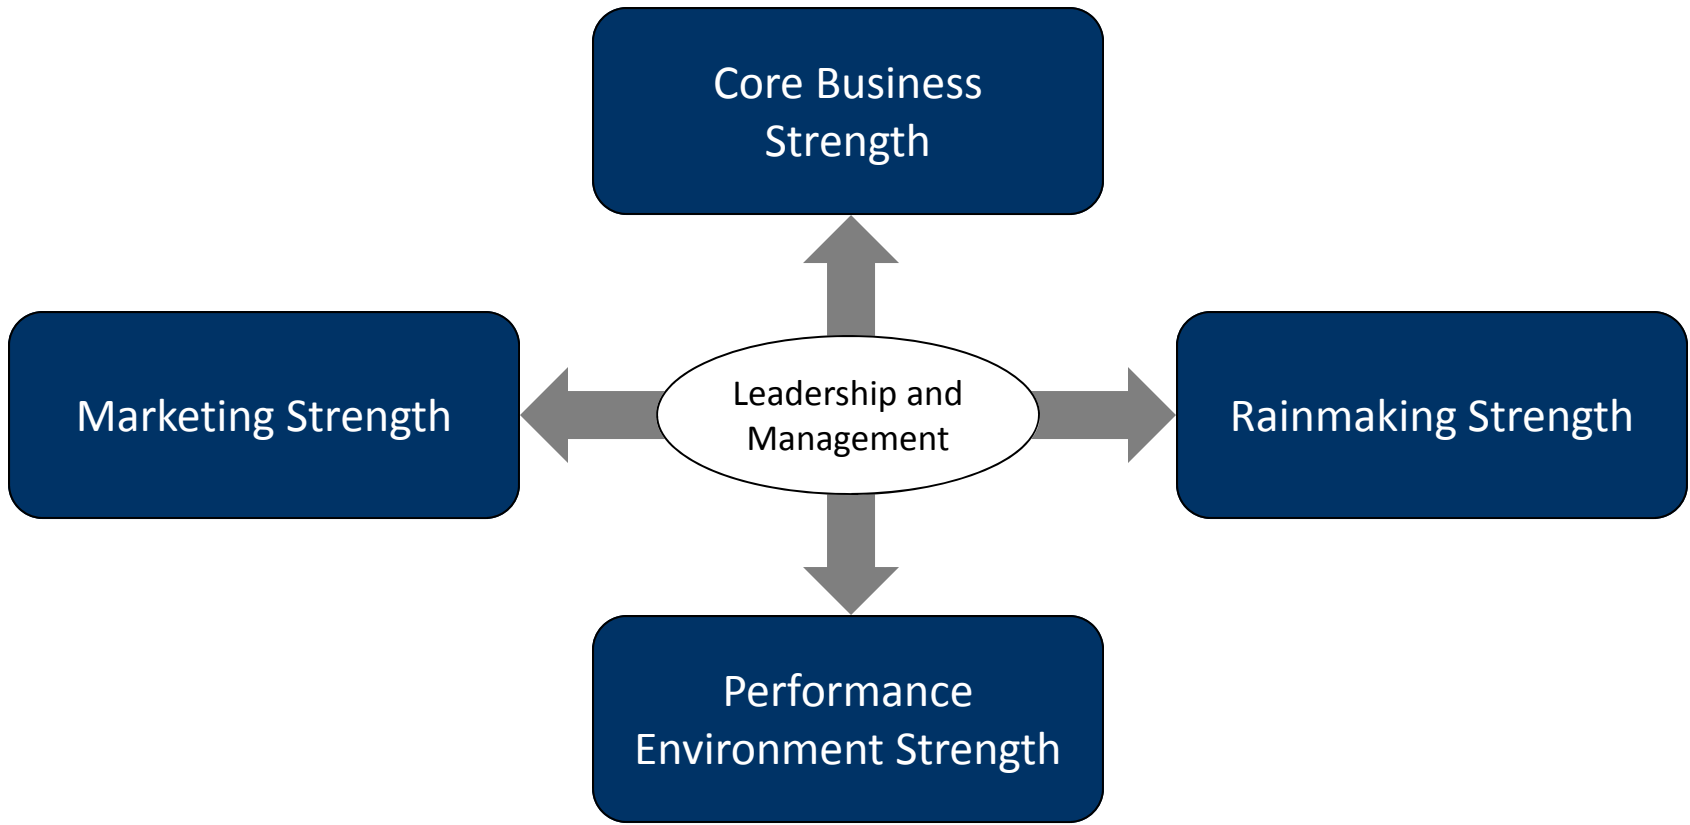 Core Business
Strength
Marketing Strength
Leadership and
Management
Rainmaking Strength
Performance
Environment Strength